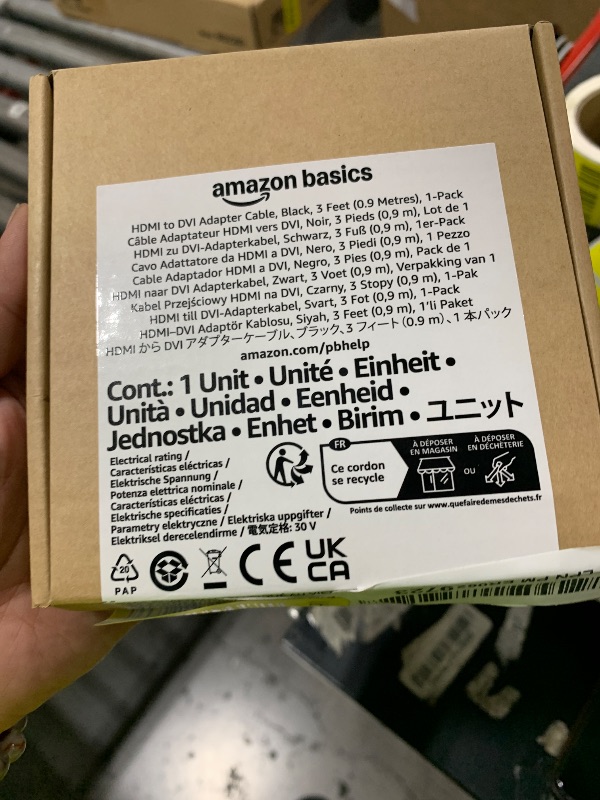 amazon basics
HDMI to DVI Adapter Cable, Black, 3 Feet (0.9 Metres), 1-Pack
Câble Adaptateur HDMI vers DVI, Noir, 3 Pieds (0,9 m), Lot de 1
HDMI zu DVI-Adapterkabel, Schwarz, 3 Fuß (0,9 m), 1er-Pack
Cavo Adattatore da HDMI a DVI, Nero, 3 Piedi (0,9 m), 1 Pezzo
Cable Adaptador HDMI a DVI, Negro, 3 Pies (0,9 m), Pack de 1
HDMI naar DVI Adapterkabel, Zwart, 3 Voet (0,9 m), Verpakking van 1
Kabel Przejściowy HDMI na DVI, Czarny, 3 Stopy (0,9 m), 1-Pak
HDMI till DVI-Adapterkabel, Svart, 3 Fot (0,9 m), 1-Pack
HDMI–DVI Adaptör Kablosu, Siyah, 3 Feet (0,9 m), 1'li Paket
HDMI から DVI アダプターケーブル、ブラック、3 フィート (0.9 m)、1 本パック
amazon.com/pbhelp
Cont.: 1 Unit • Unité • Einheit •
Unità • Unidad • Eenheid •
Jednostka • Enhet • Birim • ユニット
Electrical rating /
Caractéristiques électriques /
Elektrische Spannung /
Potenza elettrica nominale /
Características eléctricas /
Elektrische specificaties /
Parametry elektryczne / Elektriska uppgifter /
Elektriksel derecelendirme / 電気定格: 30 V
FR
Ce cordon
se recycle
À DÉPOSER
EN MAGASIN
OU
À DÉPOSER
EN DÉCHÈTERIE
Points de collecte sur www.quefairedemesdechets.fr
20
PAP
CE
UK
CA